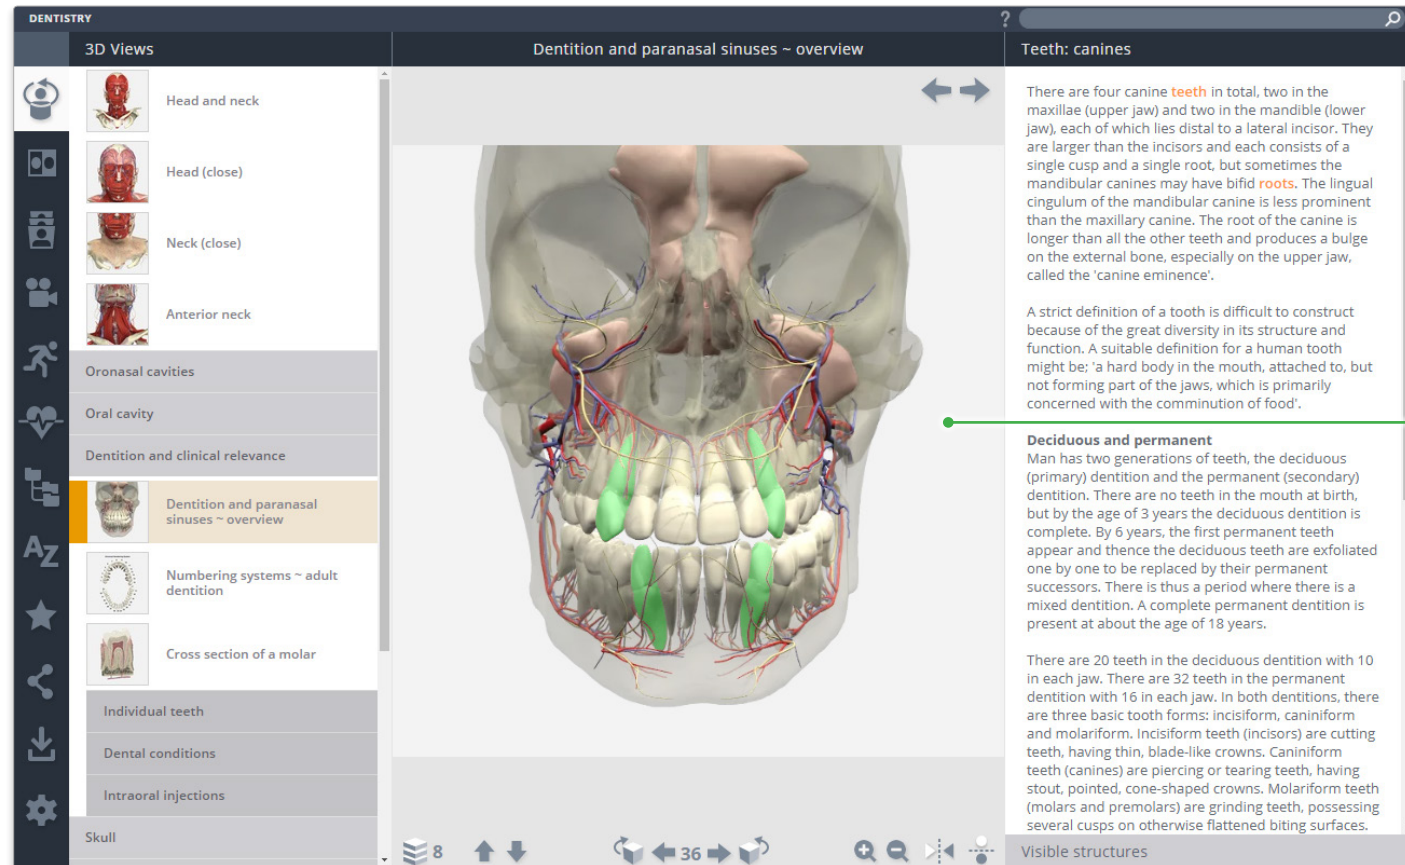 DENTISTRY
?
3D Views
Dentition and paranasal sinuses ~ overview
Teeth: canines
Head and neck
Head (close)
Neck (close)
Anterior neck
Oronasal cavities
Oral cavity
Dentition and clinical relevance
Dentition and paranasal
sinuses ~ overview
Numbering systems ~ adult
dentition
Cross section of a molar
Individual teeth
Dental conditions
Intraoral injections
Skull
AZ
8
36
There are four canine teeth in total, two in the
maxillae (upper jaw) and two in the mandible (lower
jaw), each of which lies distal to a lateral incisor. They
are larger than the incisors and each consists of a
single cusp and a single root, but sometimes the
mandibular canines may have bifid roots. The lingual
cingulum of the mandibular canine is less prominent
than the maxillary canine. The root of the canine is
longer than all the other teeth and produces a bulge
on the external bone, especially on the upper jaw,
called the 'canine eminence'.
A strict definition of a tooth is difficult to construct
because of the great diversity in its structure and
function. A suitable definition for a human tooth
might be; 'a hard body in the mouth, attached to, but
not forming part of the jaws, which is primarily
concerned with the comminution of food'.
Deciduous and permanent
Man has two generations of teeth, the deciduous
(primary) dentition and the permanent (secondary)
dentition. There are no teeth in the mouth at birth,
but by the age of 3 years the deciduous dentition is
complete. By 6 years, the first permanent teeth
appear and thence the deciduous teeth are exfoliated
one by one to be replaced by their permanent
successors. There is thus a period where there is a
mixed dentition. A complete permanent dentition is
present at about the age of 18 years.
There are 20 teeth in the deciduous dentition with 10
in each jaw. There are 32 teeth in the permanent
dentition with 16 in each jaw. In both dentitions, there
are three basic tooth forms: incisiform, caniniform
and molariform. Incisiform teeth (incisors) are cutting
teeth, having thin, blade-like crowns. Caniniform
teeth (canines) are piercing or tearing teeth, having
stout, pointed, cone-shaped crowns. Molariform teeth
(molars and premolars) are grinding teeth, possessing
several cusps on otherwise flattened biting surfaces.
Visible structures